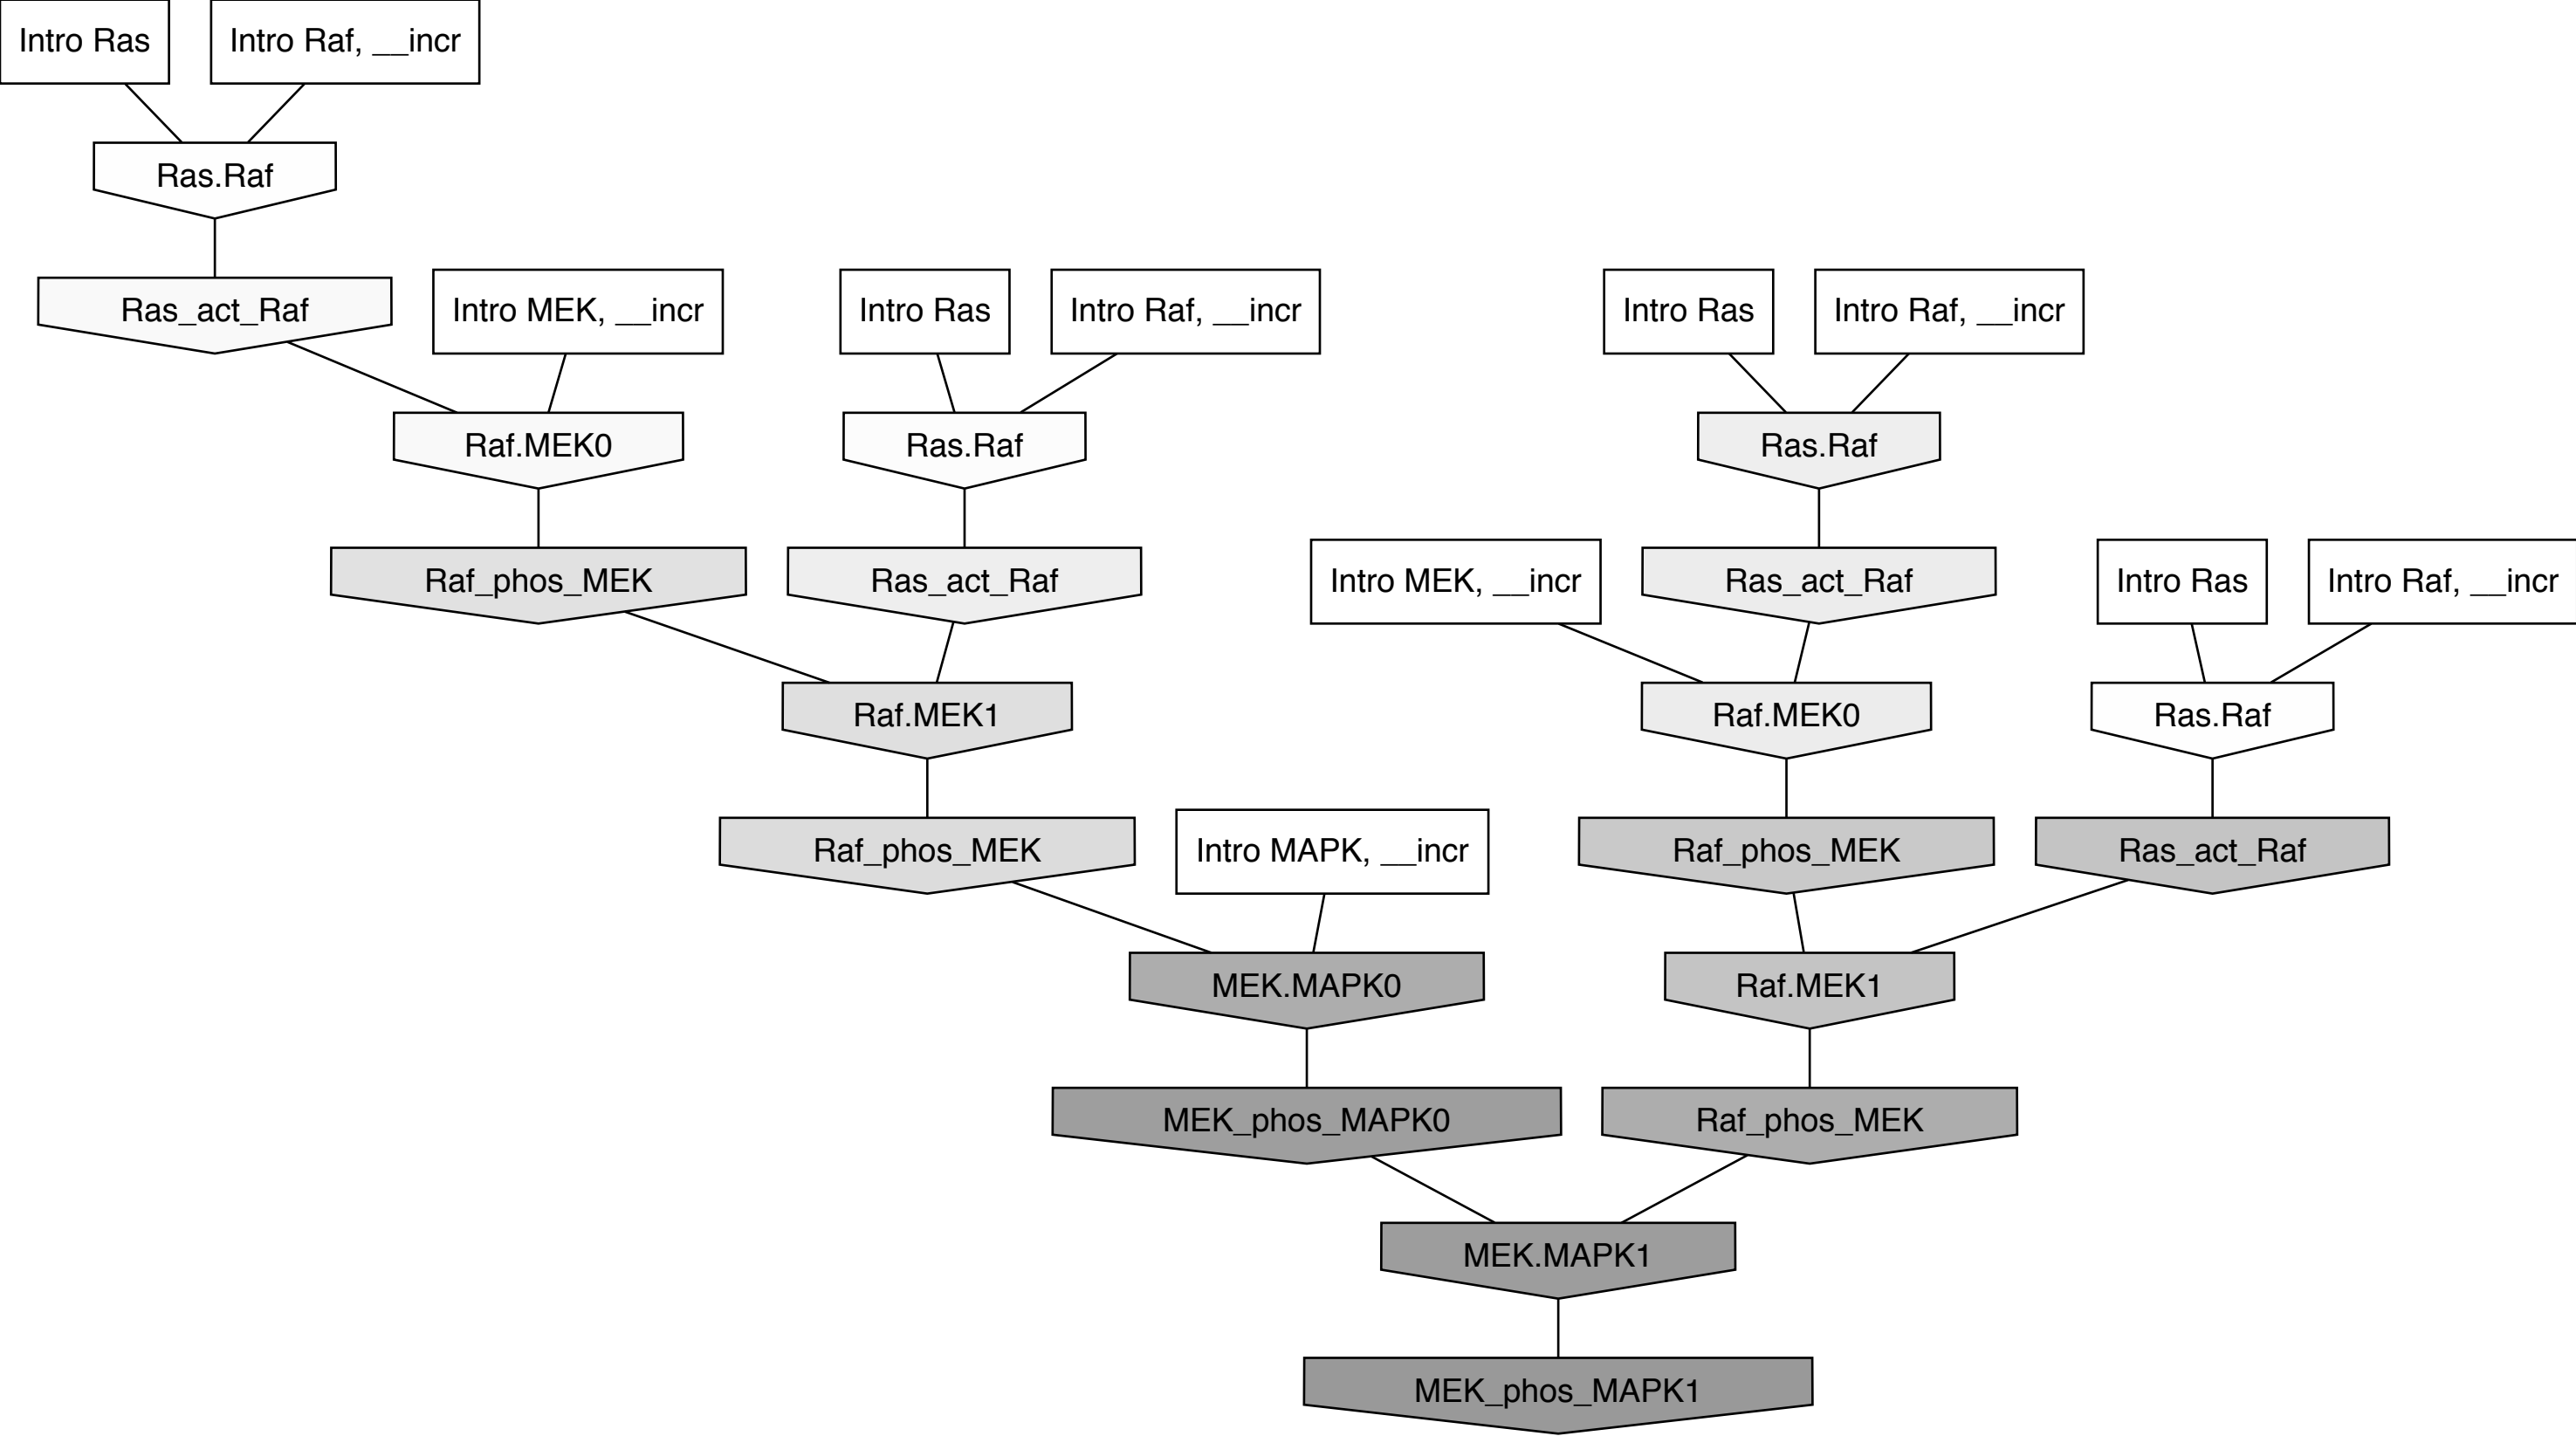 Intro Ras
Intro Raf, __incr
Ras.Raf
Ras_act_Raf
Intro MEK, __incr
Intro Ras
Intro Raf, __incr
Intro Ras
Intro Raf, __incr
Raf.MEK0
Ras.Raf
Ras.Raf
Raf_phos_MEK
Ras_act_Raf
Intro MEK, __incr
Ras_act_Raf
Intro Ras
Intro Raf, __incr
Raf.MEK1
Raf.MEK0
Ras.Raf
Raf_phos_MEK
Intro MAPK, __incr
Raf_phos_MEK
Ras_act_Raf
MEK.MAPK0
Raf.MEK1
MEK_phos_MAPK0
Raf_phos_MEK
MEK.MAPK1
MEK_phos_MAPK1